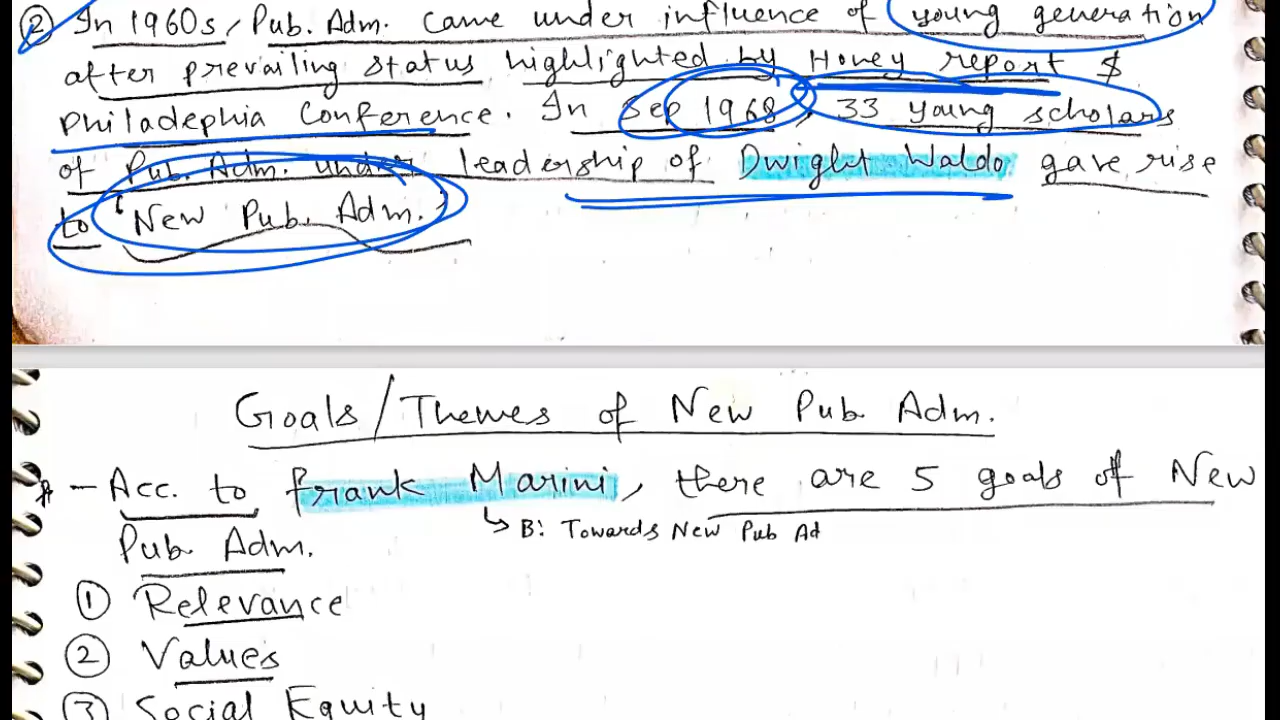 ② In 1960s, Pub. Adm. came under influence of young generation
after prevailing status highlighted by Honey report &
Philadephia Conference. In Sep 1968, 33 young scholars
of Pub. Adm. under leadership of Dwight Waldo gave rise
to 'New Pub. Adm.'
Goals/Themes of New Pub. Adm.
* - Acc. to frank Marini, there are 5 goals of New
↳ B: Towards New Pub Ad
Pub. Adm.
① Relevance
② Values
③ Social Equity